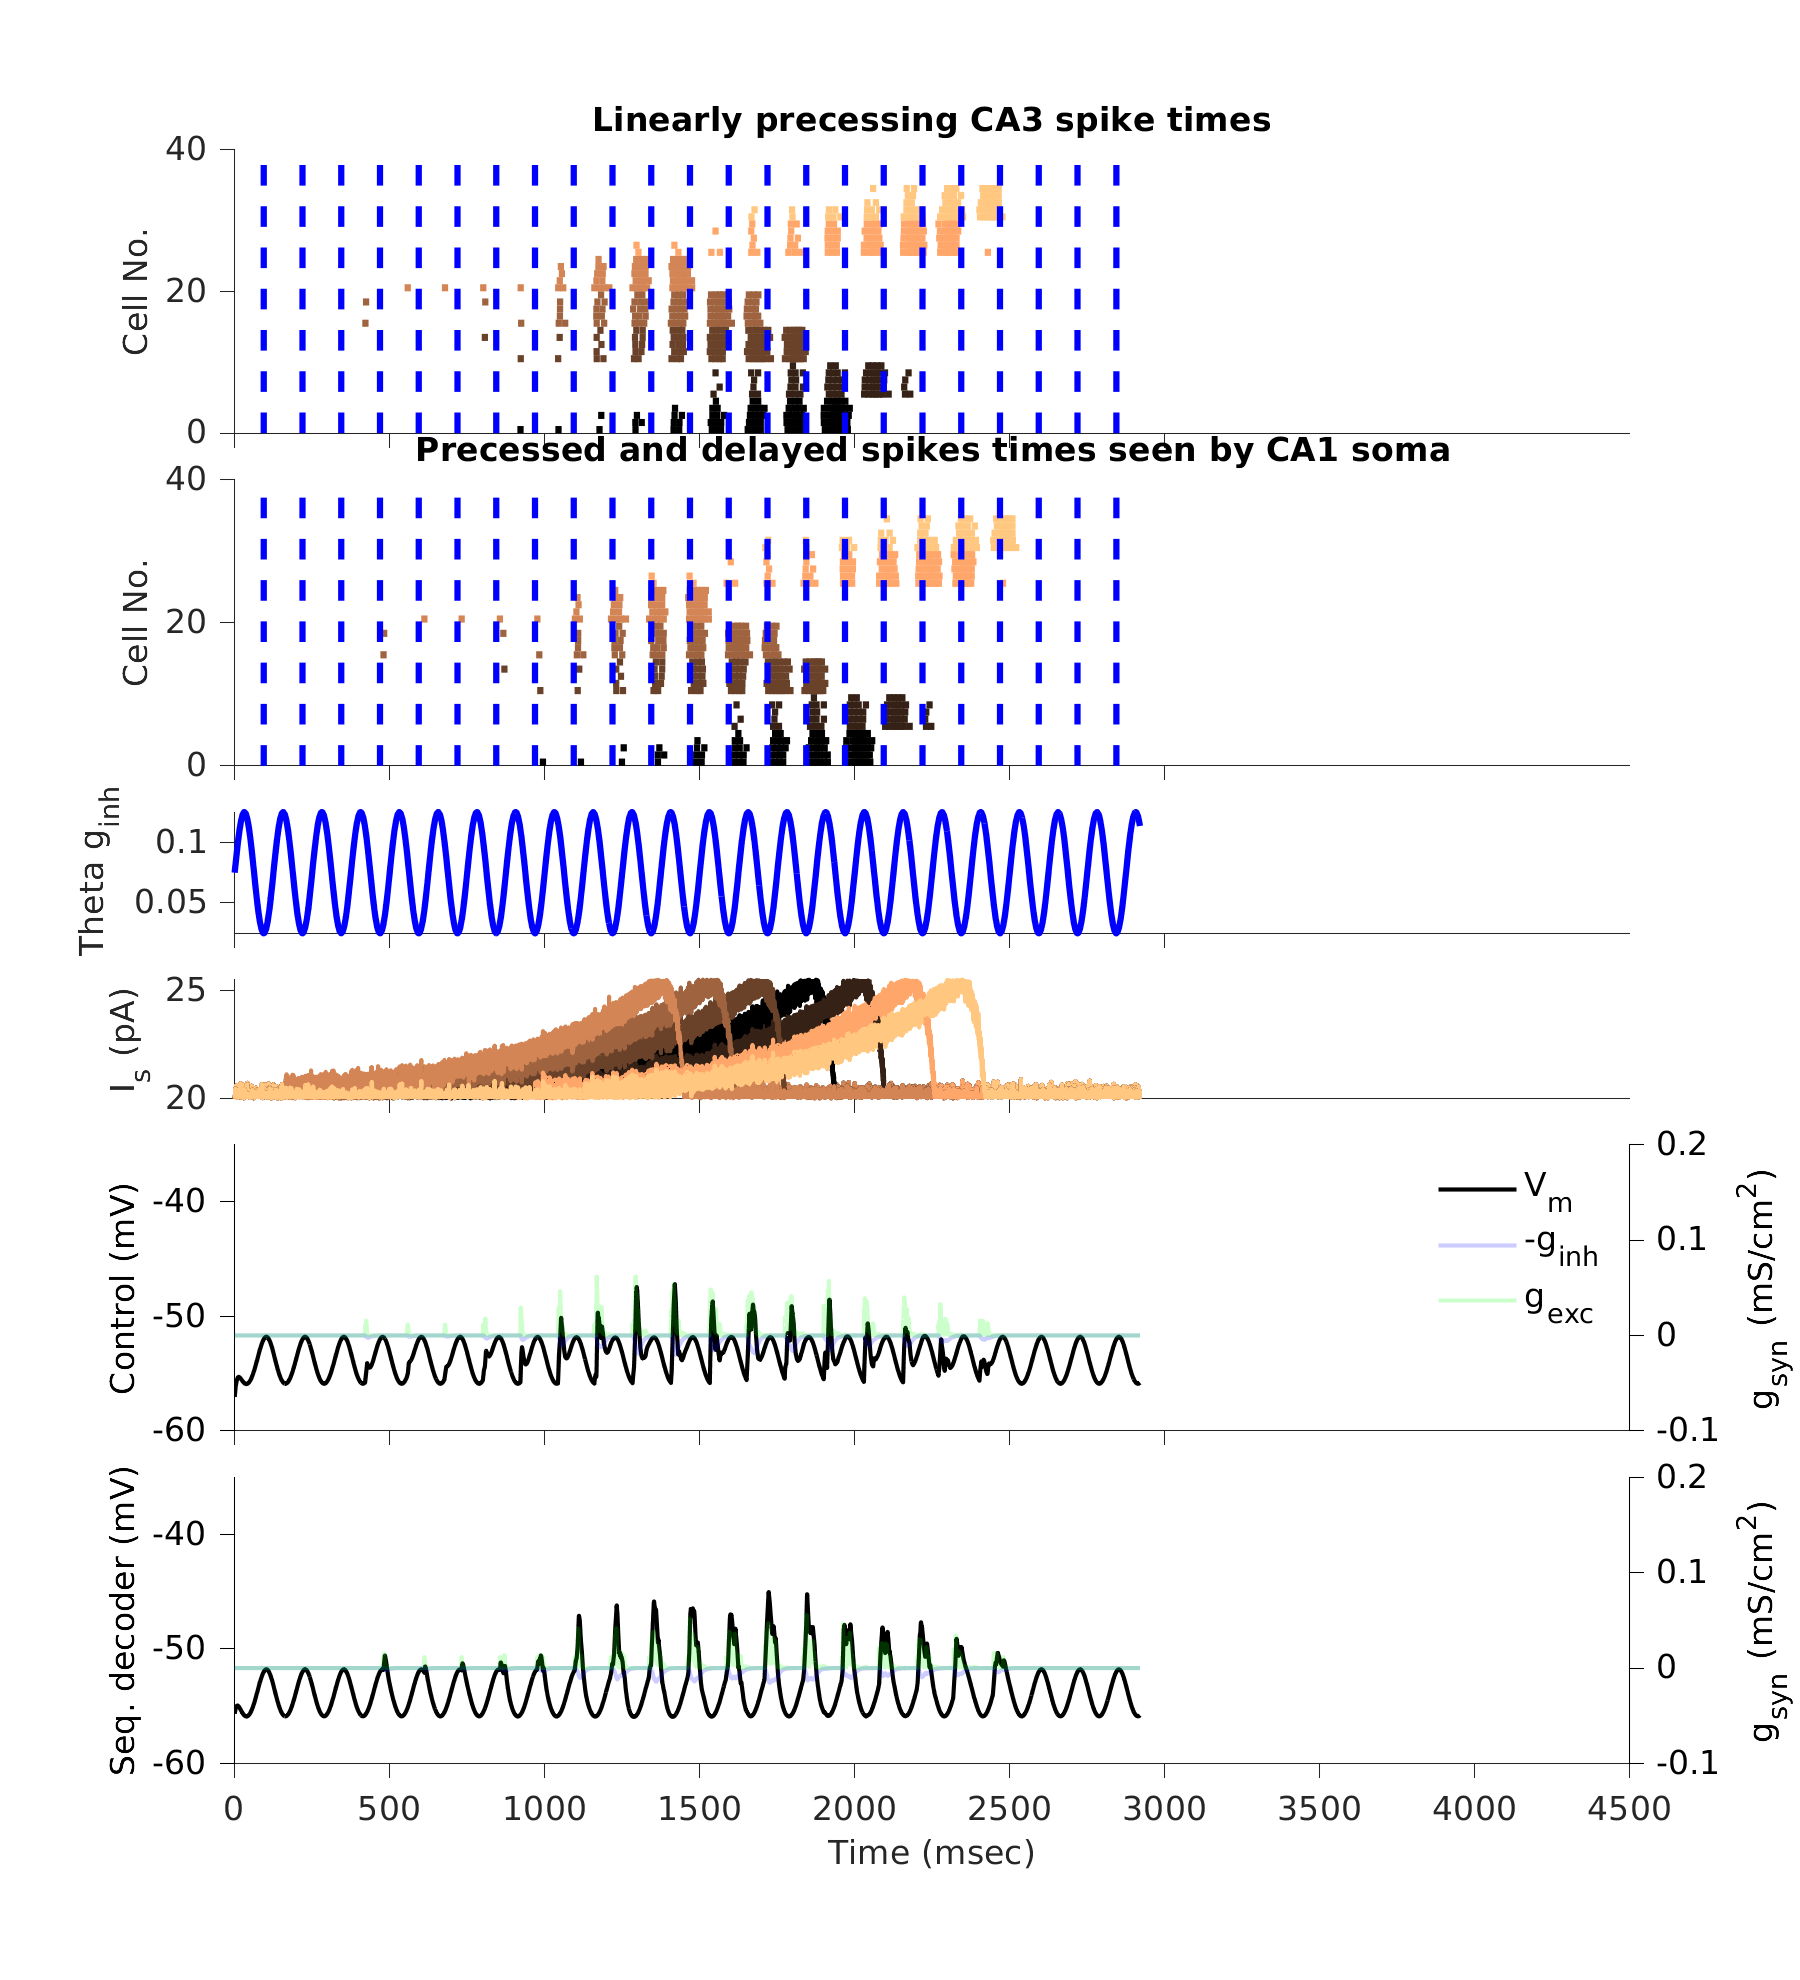 Linearly precessing CA3 spike times
40
20
0
Cell No.
Precessed and delayed spikes times seen by CA1 soma
40
20
0
Cell No.
0.1
0.05
Theta g_inh
25
20
I_s (pA)
-40
-50
-60
Control (mV)
V_m
-g_inh
g_exc
0.2
0.1
0
-0.1
g_syn (mS/cm^2)
-40
-50
-60
Seq. decoder (mV)
0.2
0.1
0
-0.1
g_syn (mS/cm^2)
0 500 1000 1500 2000 2500 3000 3500 4000 4500
Time (msec)